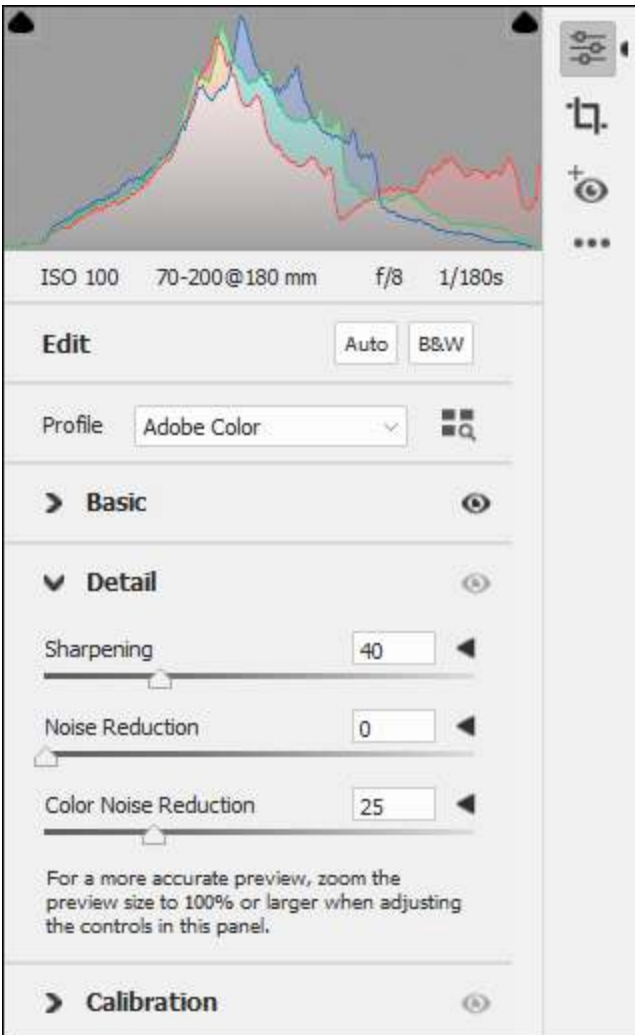 ISO 100 70-200@180 mm f/8 1/180s
Edit Auto B&W
Profile Adobe Color
Basic
Detail
Sharpening 40
Noise Reduction 0
Color Noise Reduction 25
For a more accurate preview, zoom the
preview size to 100% or larger when adjusting
the controls in this panel.
Calibration